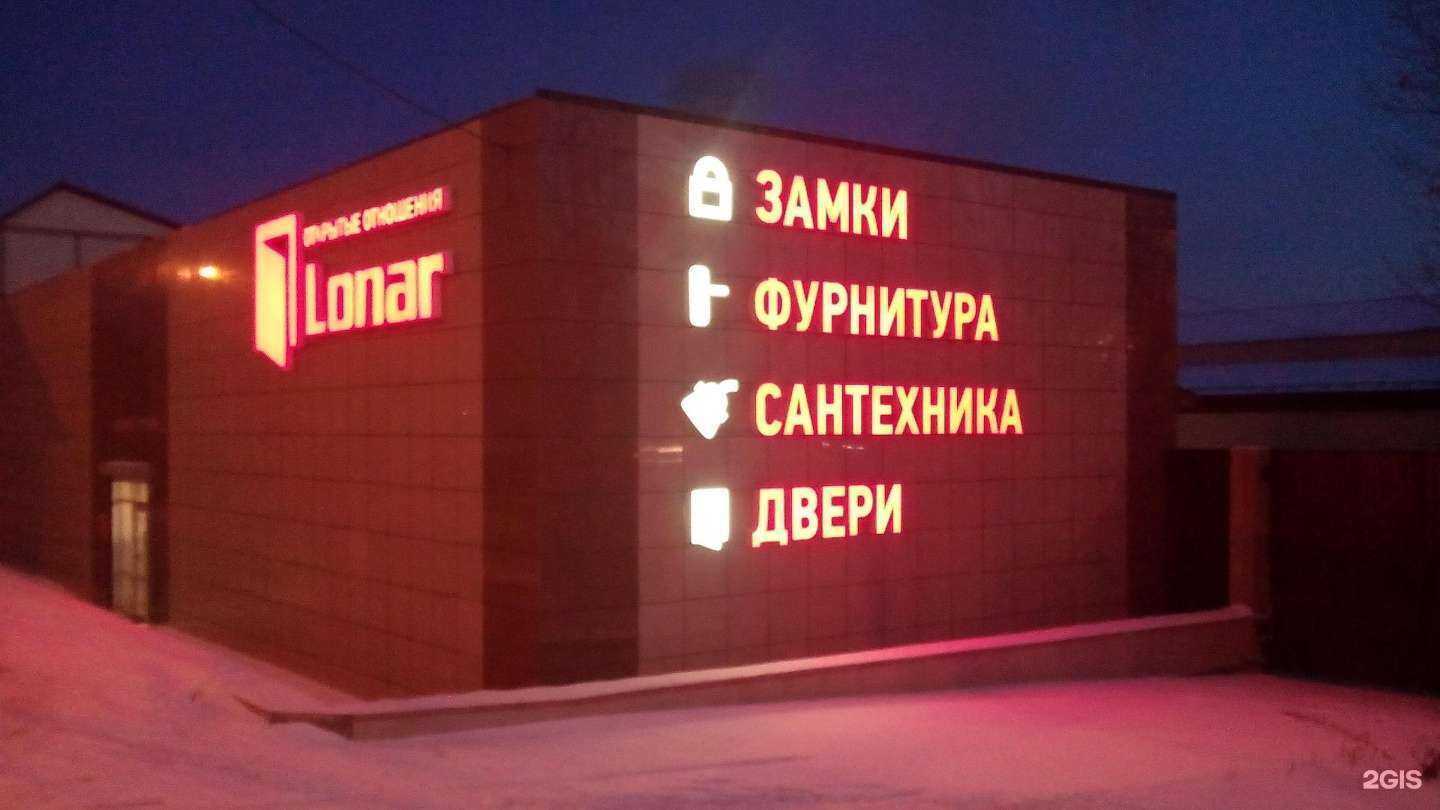 ОТКРЫТЫЕ ОТНОШЕНИЯ
Lonar
ЗАМКИ
ФУРНИТУРА
САНТЕХНИКА
ДВЕРИ
2GIS